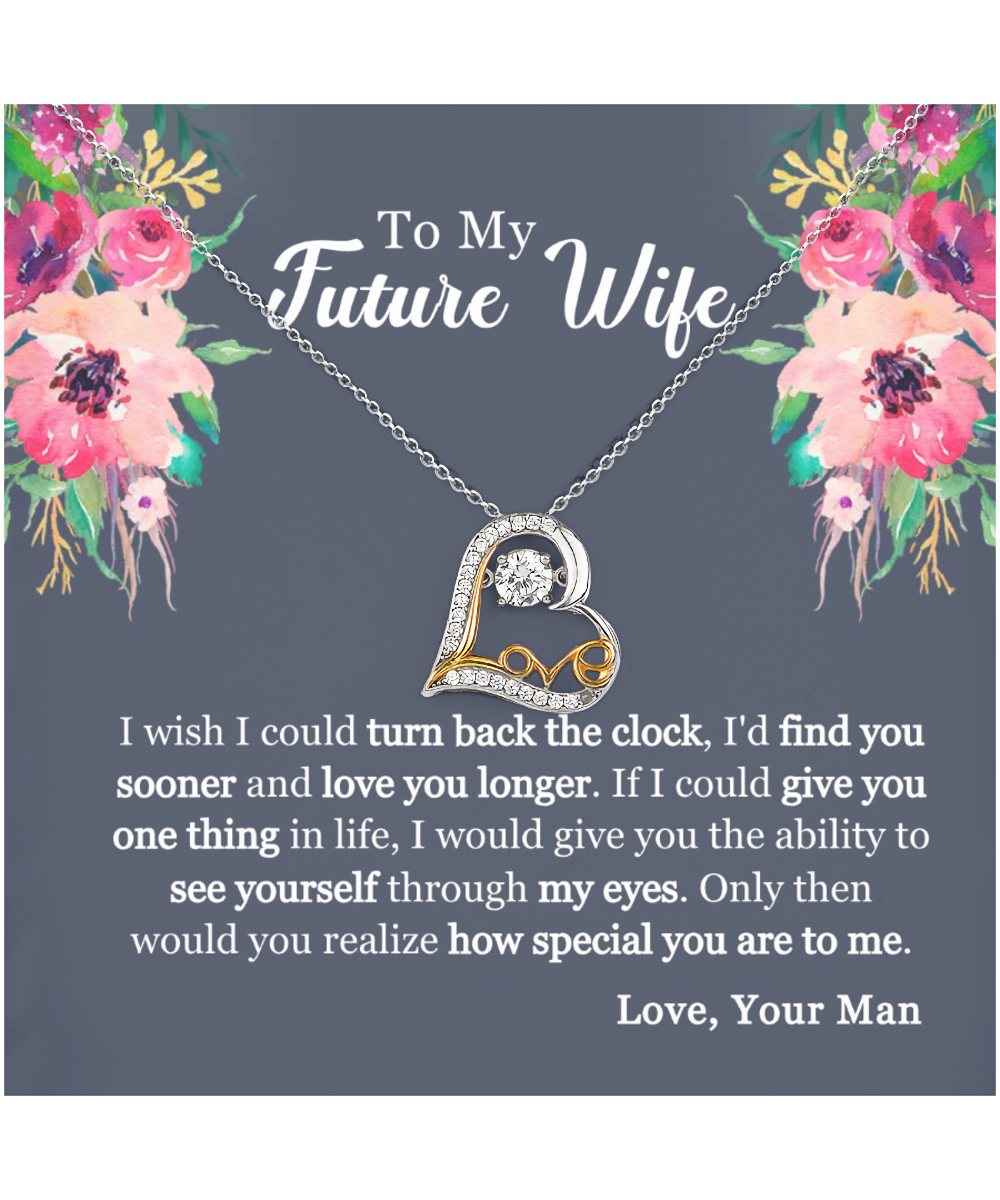 To My
Future Wife
Love
I wish I could turn back the clock, I'd find you
sooner and love you longer. If I could give you
one thing in life, I would give you the ability to
see yourself through my eyes. Only then
would you realize how special you are to me.
Love, Your Man